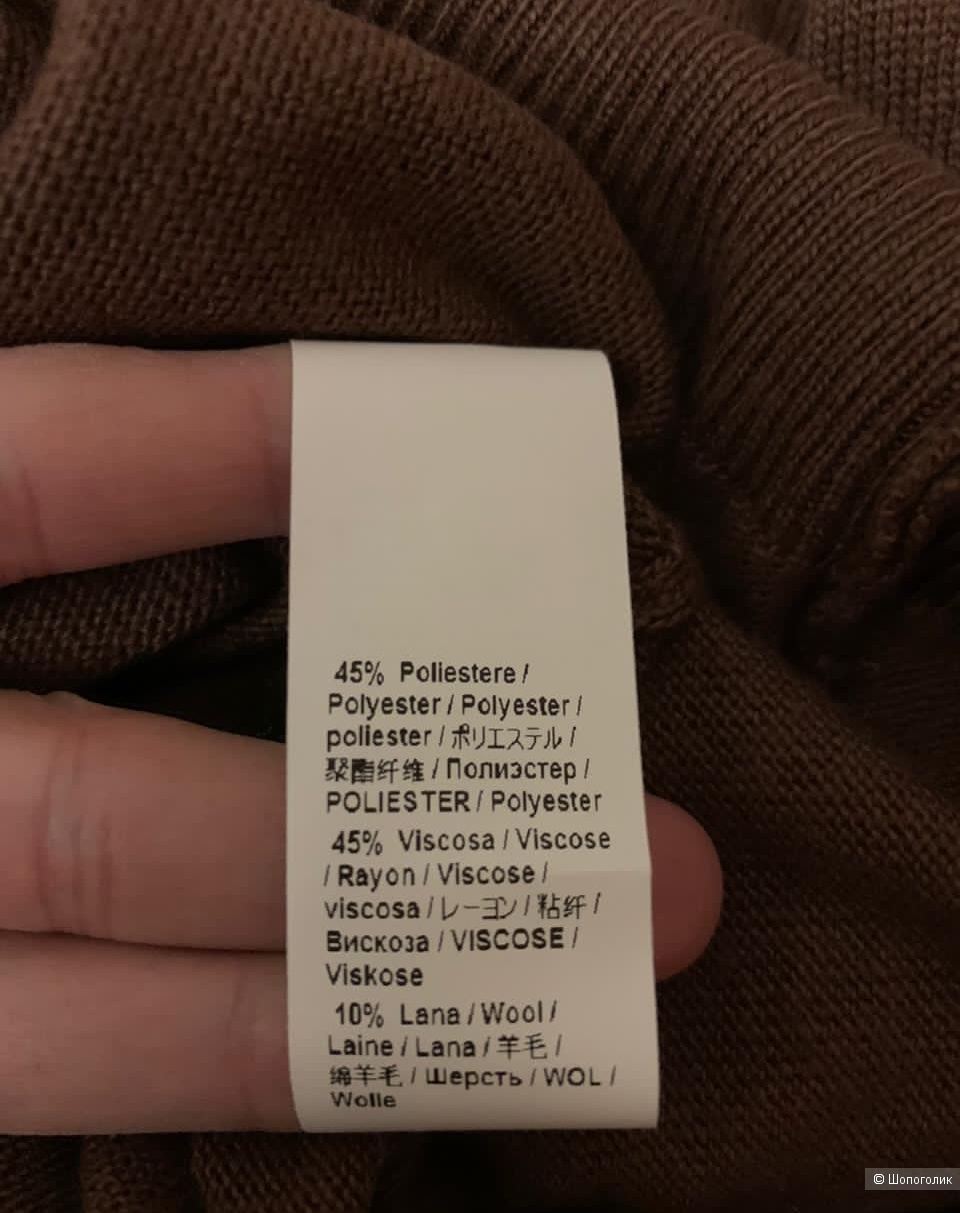 45% Poliestere /
Polyester / Polyester /
poliester / ポリエステル /
聚酯纤维 / Полиэстер /
POLIESTER / Polyester
45% Viscosa / Viscose
/ Rayon / Viscose /
viscosa / レーヨン / 粘纤 /
Вискоза / VISCOSE /
Viskose
10% Lana / Wool /
Laine / Lana / 羊毛 /
绵羊毛 / Шерсть / WOL /
Wolle
© Шопоголик